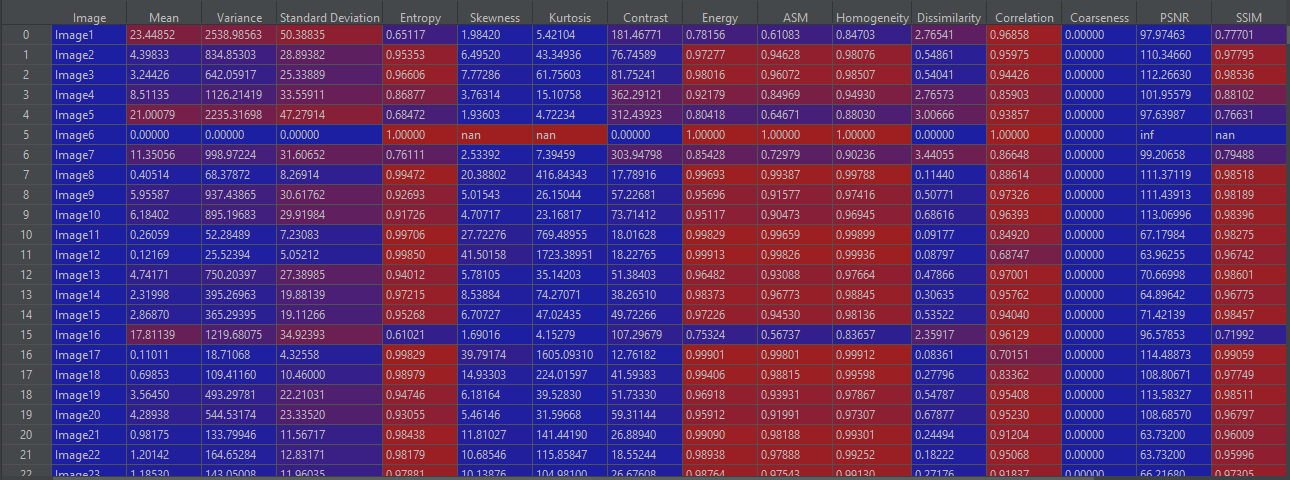 Image Mean Variance Standard Deviation Entropy Skewness Kurtosis Contrast Energy ASM Homogeneity Dissimilarity Correlation Coarseness PSNR SSIM
0 Image1 23.44852 2538.98563 50.38835 0.65117 1.98420 5.42104 181.46771 0.78156 0.61083 0.84703 2.76541 0.96858 0.00000 97.97463 0.77701
1 Image2 4.39833 834.85303 28.89382 0.95353 6.49520 43.34936 76.74589 0.97277 0.94628 0.98076 0.54861 0.95975 0.00000 110.34660 0.97795
2 Image3 3.24426 642.05917 25.33889 0.96606 7.77286 61.75603 81.75241 0.98016 0.96072 0.98507 0.54041 0.94426 0.00000 112.26630 0.98536
3 Image4 8.51135 1126.21419 33.55911 0.86877 3.76314 15.10758 362.29121 0.92179 0.84969 0.94930 2.76573 0.85903 0.00000 101.95579 0.88102
4 Image5 21.00079 2235.31698 47.27914 0.68472 1.93603 4.72234 312.43923 0.80418 0.64671 0.88030 3.00666 0.93857 0.00000 97.63987 0.76631
5 Image6 0.00000 0.00000 0.00000 1.00000 nan nan 0.00000 1.00000 1.00000 1.00000 0.00000 1.00000 0.00000 inf nan
6 Image7 11.35056 998.97224 31.60652 0.76111 2.53392 7.39459 303.94798 0.85428 0.72979 0.90236 3.44055 0.86648 0.00000 99.20658 0.79488
7 Image8 0.40514 68.37872 8.26914 0.99472 20.38802 416.84343 17.78916 0.99693 0.99387 0.99788 0.11440 0.88614 0.00000 111.37119 0.98518
8 Image9 5.95587 937.43865 30.61762 0.92693 5.01543 26.15044 57.22681 0.95696 0.91577 0.97416 0.50771 0.97326 0.00000 111.43913 0.98189
9 Image10 6.18402 895.19683 29.91984 0.91726 4.70717 23.16817 73.71412 0.95117 0.90473 0.96945 0.68616 0.96393 0.00000 113.06996 0.98396
10 Image11 0.26059 52.28489 7.23083 0.99706 27.72276 769.48955 18.01628 0.99829 0.99659 0.99899 0.09177 0.84920 0.00000 67.17984 0.98275
11 Image12 0.12169 25.52394 5.05212 0.99850 41.50158 1723.38951 18.22765 0.99913 0.99826 0.99936 0.08797 0.68747 0.00000 63.96255 0.96742
12 Image13 4.74171 750.20397 27.38985 0.94012 5.78105 35.14203 51.38403 0.96482 0.93088 0.97664 0.47866 0.97001 0.00000 70.66998 0.98601
13 Image14 2.31998 395.26963 19.88139 0.97215 8.53884 74.27071 38.26510 0.98373 0.96773 0.98845 0.30635 0.95762 0.00000 64.89642 0.96775
14 Image15 2.86870 365.29395 19.11266 0.95268 6.70727 47.02435 49.72266 0.97226 0.94530 0.98136 0.53522 0.94040 0.00000 71.42139 0.98457
15 Image16 17.81139 1219.68075 34.92393 0.61021 1.69016 4.15279 107.29679 0.75324 0.56737 0.83657 2.35917 0.96129 0.00000 96.57853 0.71992
16 Image17 0.11011 18.71068 4.32558 0.99829 39.79174 1605.09310 12.76182 0.99901 0.99801 0.99912 0.08361 0.70151 0.00000 114.48873 0.99059
17 Image18 0.69853 109.41160 10.46000 0.98979 14.93303 224.01597 41.59383 0.99406 0.98815 0.99598 0.27796 0.83362 0.00000 108.80671 0.97749
18 Image19 3.56450 493.29781 22.21031 0.94746 6.18164 39.52830 51.73330 0.96918 0.93931 0.97867 0.54787 0.95408 0.00000 113.58327 0.98511
19 Image20 4.28938 544.53174 23.33520 0.93055 5.46146 31.59668 59.31144 0.95912 0.91991 0.97307 0.67877 0.95230 0.00000 108.68570 0.96797
20 Image21 0.98175 133.79946 11.56717 0.98438 11.81027 141.44190 26.88940 0.99090 0.98188 0.99301 0.24494 0.91204 0.00000 63.73200 0.96009
21 Image22 1.20142 164.65284 12.83171 0.98179 10.68546 115.85847 18.55244 0.98938 0.97888 0.99252 0.18222 0.95068 0.00000 63.73200 0.95996
22 Image23 1.18530 143.05008 11.96035 0.97881 10.13876 104.98100 26.67608 0.98764 0.97543 0.99130 0.27176 0.91837 0.00000 66.21680 0.97305